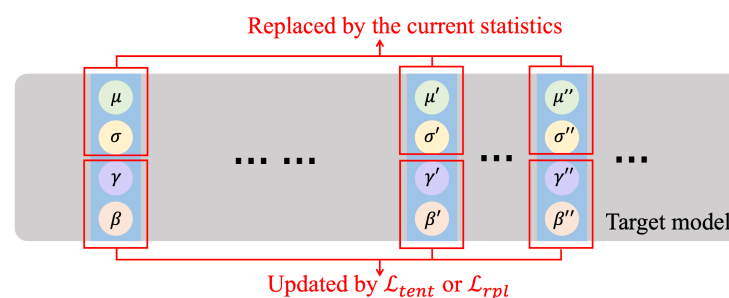 Replaced by the current statistics
μ μ′ μ′′
σ σ′ ... σ′′
... ... ... ...
γ γ′ γ′′
β β′ β′′ Target model
Updated by ℒ_tent or ℒ_rpl